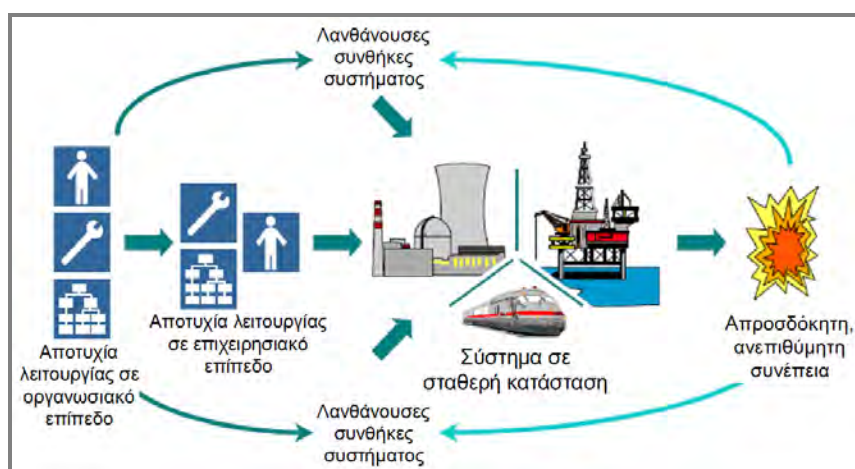 Λανθάνουσες
συνθήκες
συστήματος
Αποτυχία
λειτουργίας σε
οργανωσιακό
επίπεδο
Αποτυχία λειτουργίας
σε επιχειρησιακό
επίπεδο
Σύστημα σε
σταθερή κατάσταση
Απροσδόκητη,
ανεπιθύμητη
συνέπεια
Λανθάνουσες
συνθήκες
συστήματος